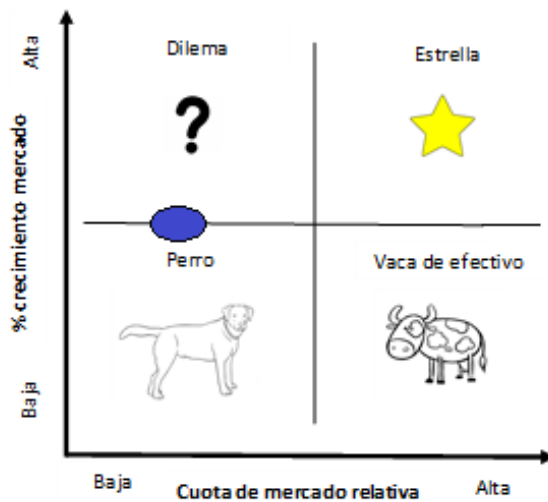 Dilema
Estrella
?
Perro
Vaca de efectivo
Alta
% crecimiento mercado
Baja
Baja
Cuota de mercado relativa
Alta